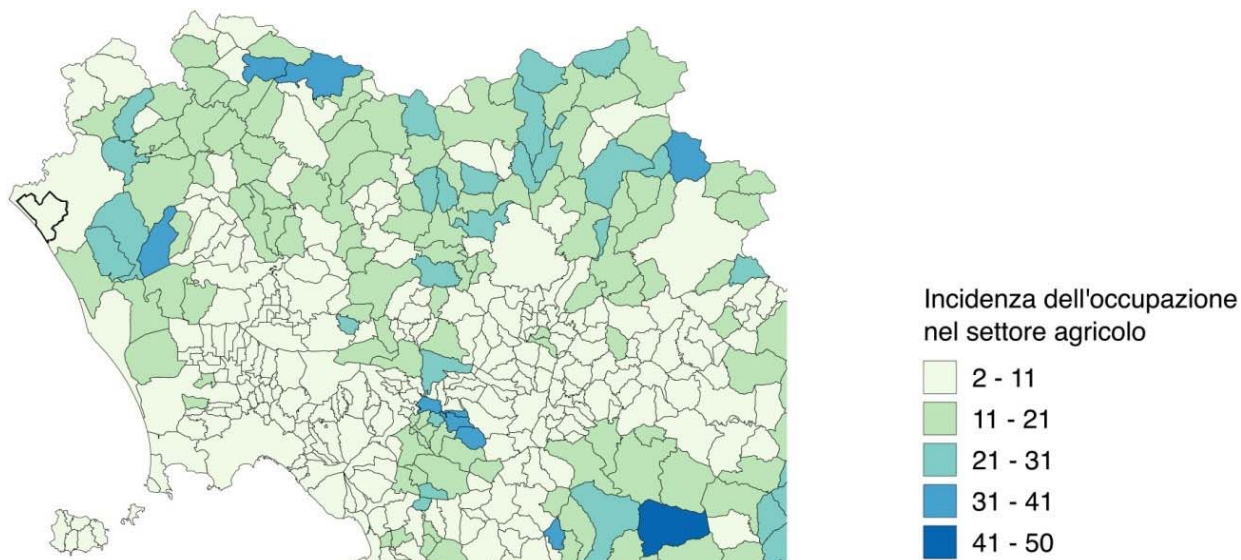 Incidenza dell'occupazione
nel settore agricolo
2 - 11
11 - 21
21 - 31
31 - 41
41 - 50